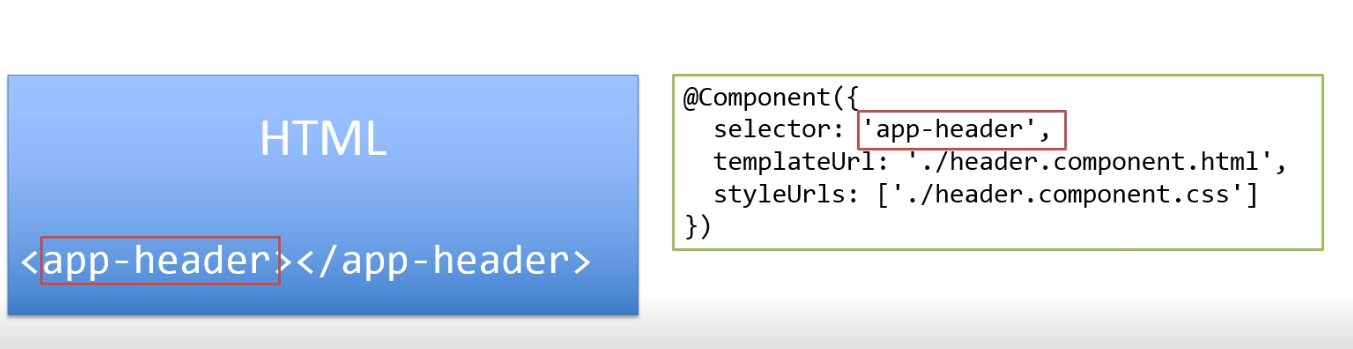 HTML
<app-header></app-header>
@Component({
  selector: 'app-header',
  templateUrl: './header.component.html',
  styleUrls: ['./header.component.css']
})